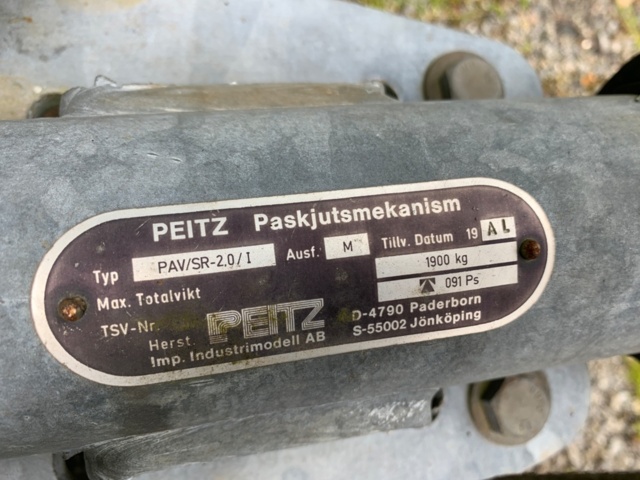 PEITZ Paskjutsmekanism
Typ PAV/SR-2.0/I Ausf. M Tillv. Datum 19 AL
Max. Totalvikt 1900 kg
TSV-Nr. 091 Ps
Herst. PEITZ D-4790 Paderborn
Imp. Industrimodell AB S-55002 Jönköping